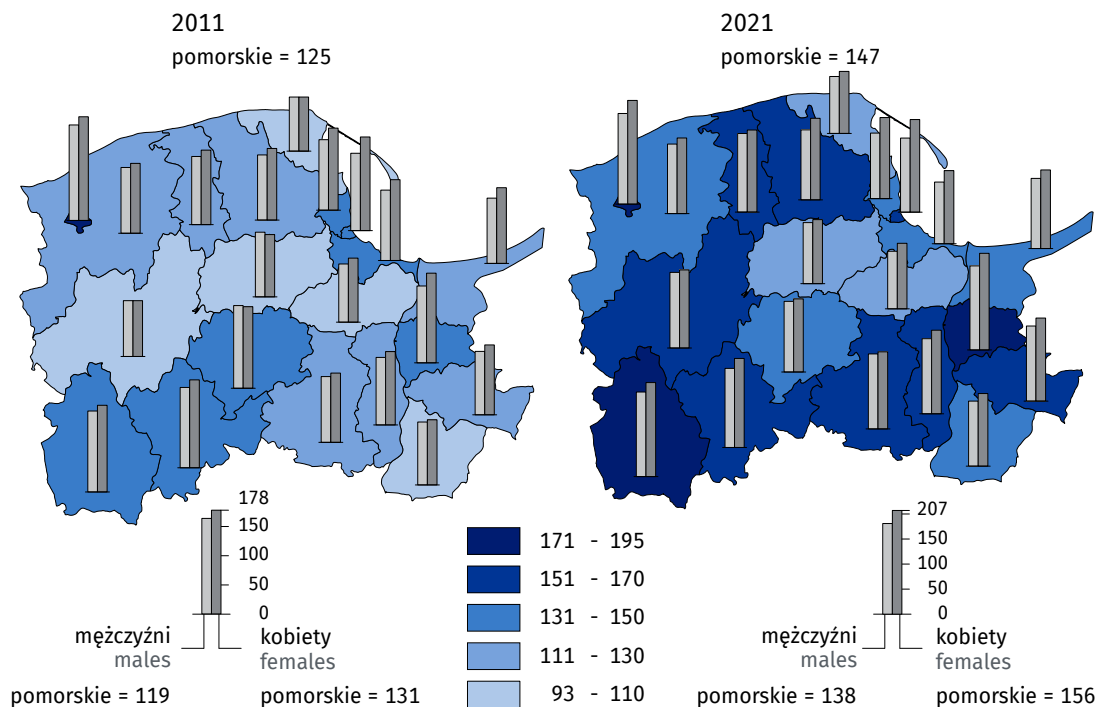 2011
pomorskie = 125
2021
pomorskie = 147
178
150
100
50
0
mężczyźni
males
kobiety
females
pomorskie = 119
pomorskie = 131
171 - 195
151 - 170
131 - 150
111 - 130
93 - 110
207
200
150
100
50
0
mężczyźni
males
kobiety
females
pomorskie = 138
pomorskie = 156